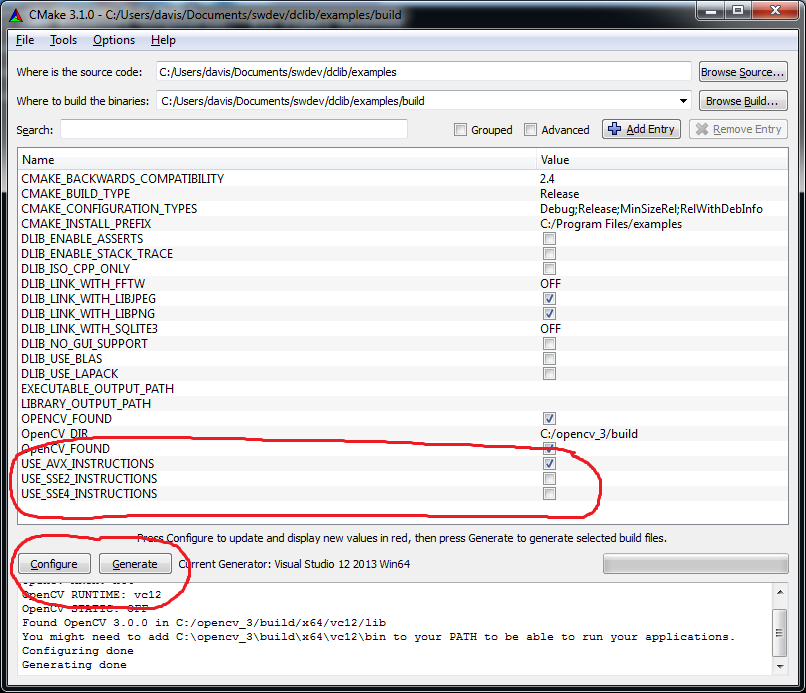 CMake 3.1.0 - C:/Users/davis/Documents/swdev/dclib/examples/build
File Tools Options Help
Where is the source code: C:/Users/davis/Documents/swdev/dclib/examples Browse Source...
Where to build the binaries: C:/Users/davis/Documents/swdev/dclib/examples/build Browse Build...
Search: Grouped Advanced Add Entry Remove Entry
Name Value
CMAKE_BACKWARDS_COMPATIBILITY 2.4
CMAKE_BUILD_TYPE Release
CMAKE_CONFIGURATION_TYPES Debug;Release;MinSizeRel;RelWithDebInfo
CMAKE_INSTALL_PREFIX C:/Program Files/examples
DLIB_ENABLE_ASSERTS
DLIB_ENABLE_STACK_TRACE
DLIB_ISO_CPP_ONLY
DLIB_LINK_WITH_FFTW OFF
DLIB_LINK_WITH_LIBJPEG
DLIB_LINK_WITH_LIBPNG
DLIB_LINK_WITH_SQLITE3 OFF
DLIB_NO_GUI_SUPPORT
DLIB_USE_BLAS
DLIB_USE_LAPACK
EXECUTABLE_OUTPUT_PATH
LIBRARY_OUTPUT_PATH
OPENCV_FOUND
OpenCV_DIR C:/opencv_3/build
OpenCV_FOUND
USE_AVX_INSTRUCTIONS
USE_SSE2_INSTRUCTIONS
USE_SSE4_INSTRUCTIONS
Press Configure to update and display new values in red, then press Generate to generate selected build files.
Configure Generate Current Generator: Visual Studio 12 2013 Win64
OpenCV RUNTIME: vc12
OpenCV STATIC: OFF
Found OpenCV 3.0.0 in C:/opencv_3/build/x64/vc12/lib
You might need to add C:\opencv_3\build\x64\vc12\bin to your PATH to be able to run your applications.
Configuring done
Generating done